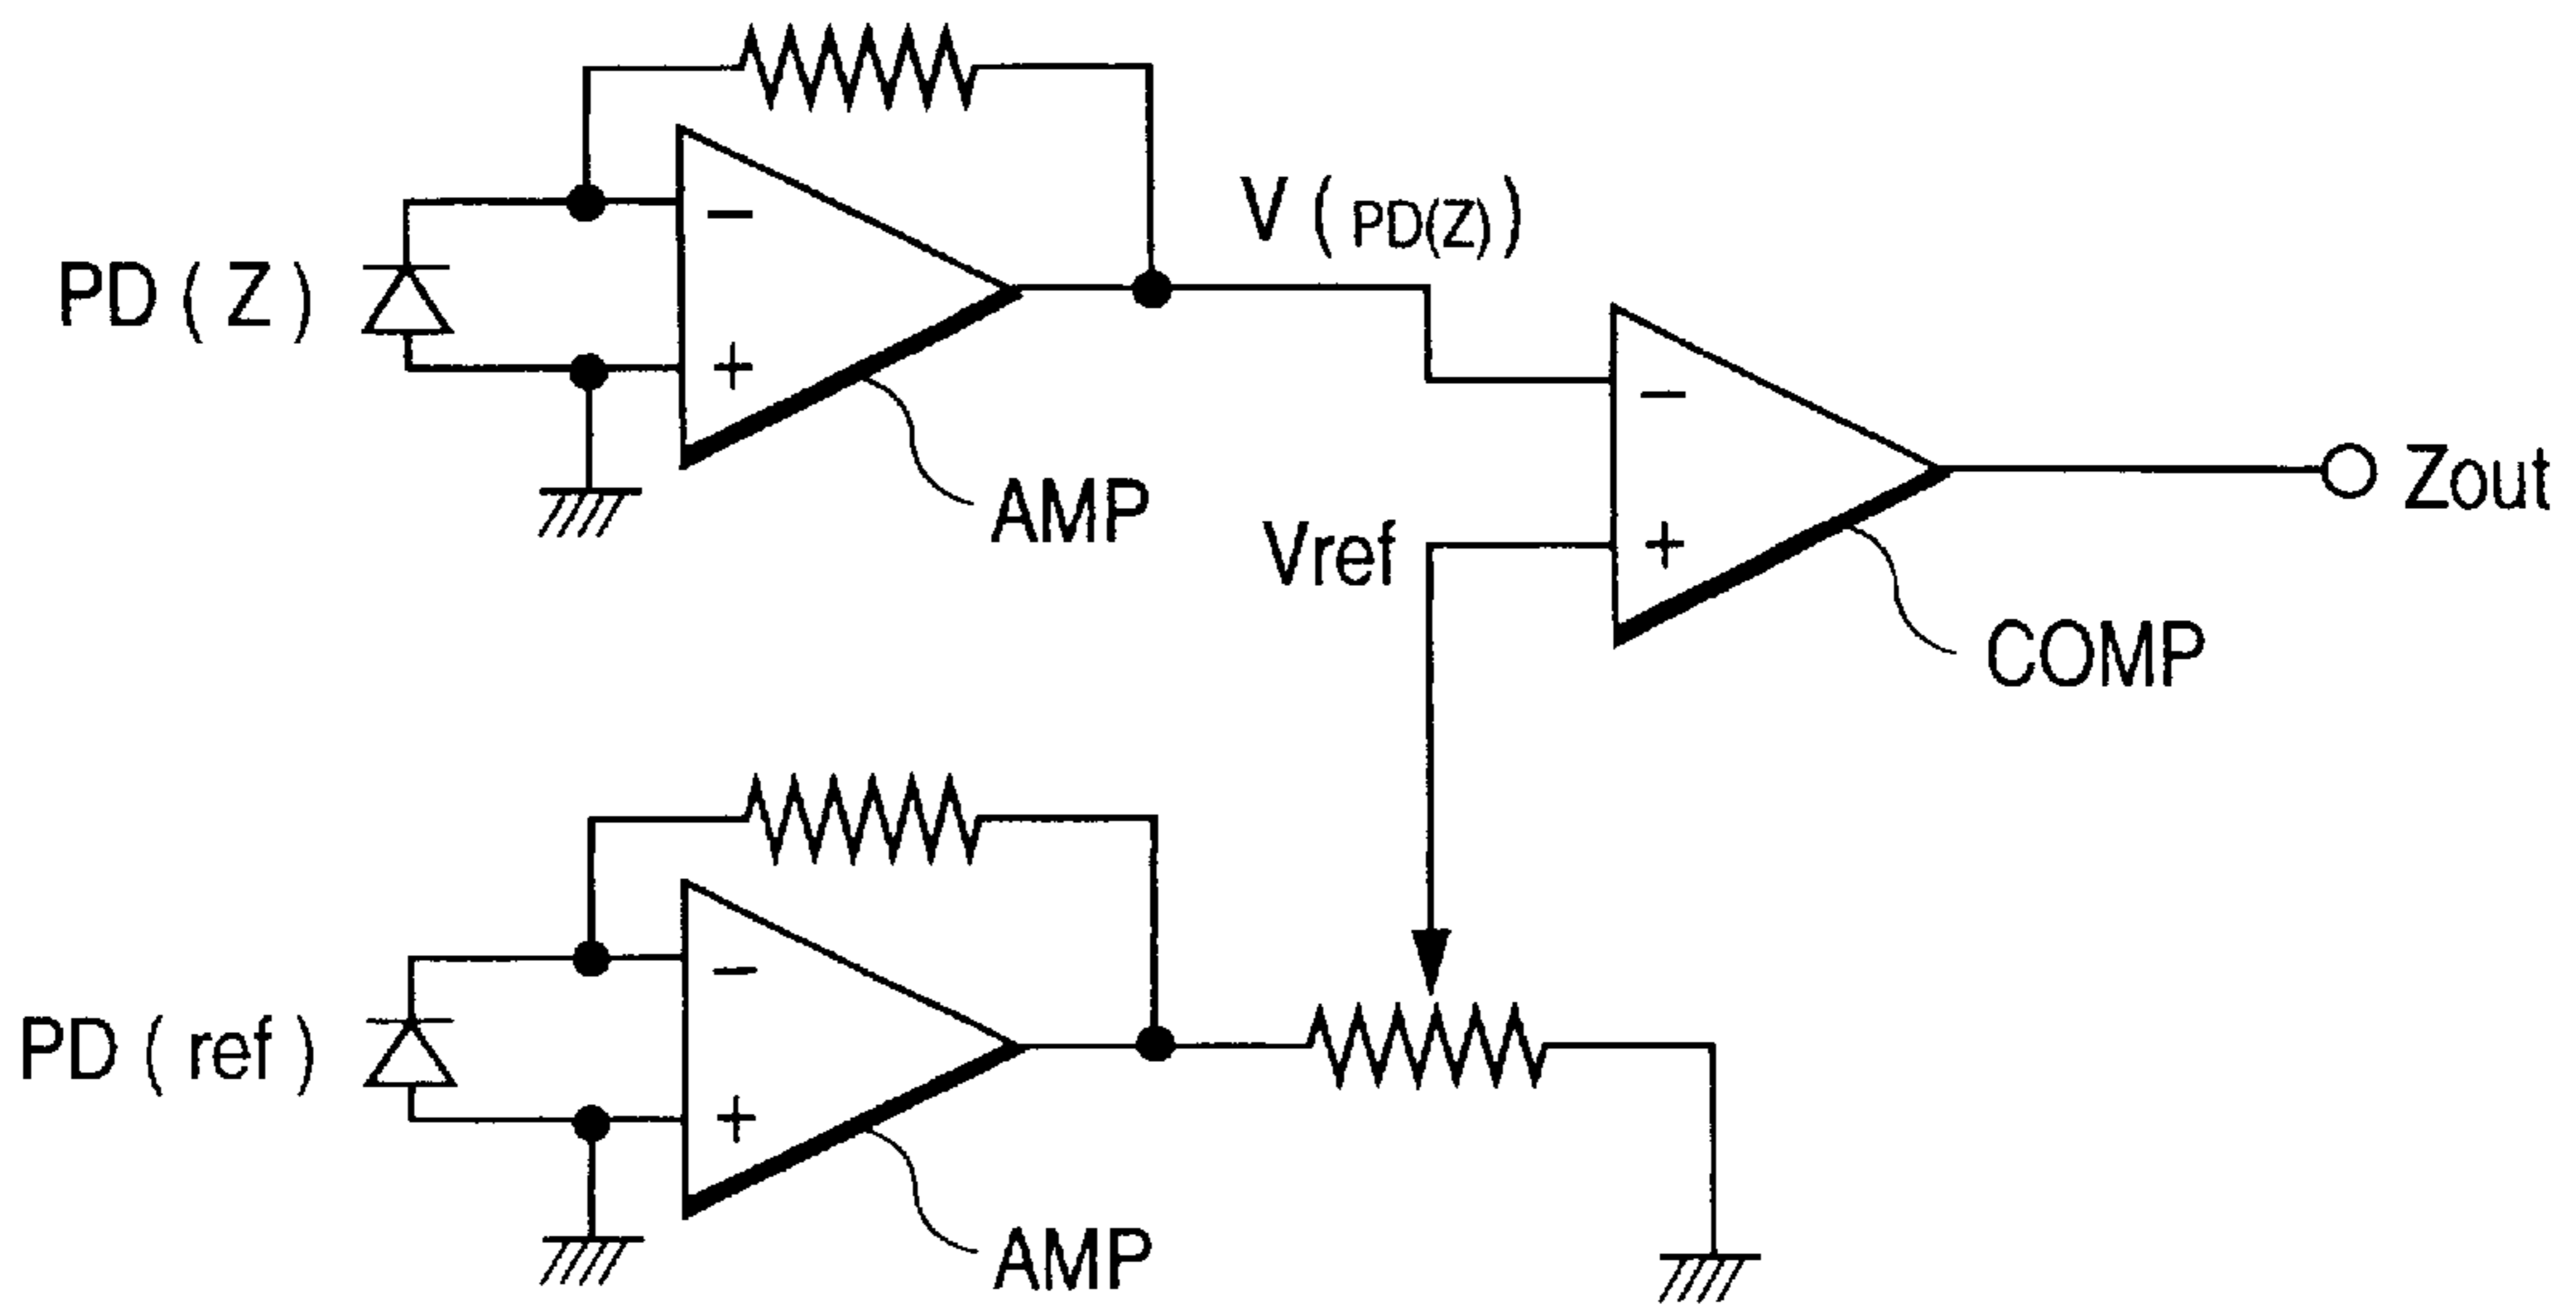 PD ( Z )
−
+
AMP
V ( PD(Z) )
−
+
Vref
COMP
Zout
PD ( ref )
−
+
AMP